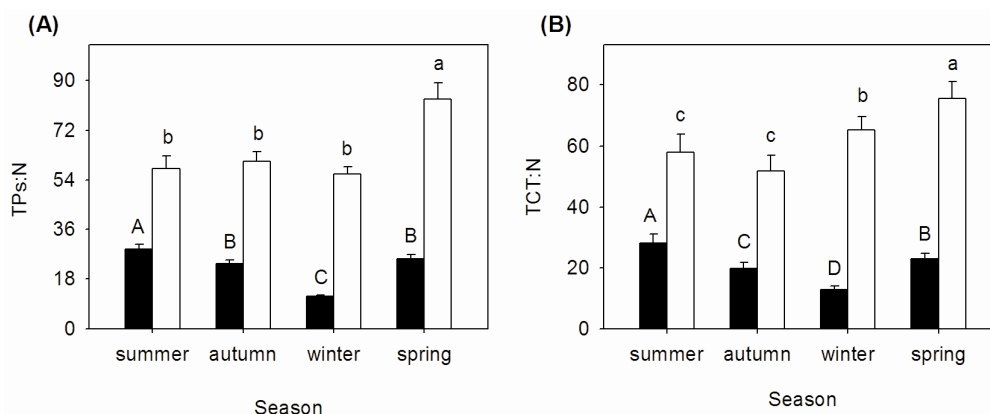 (A)
TPs:N
90
72
54
36
18
0
A
b
B
b
C
b
B
a
summer autumn winter spring
Season
(B)
TCT:N
80
60
40
20
0
A
c
C
c
D
b
B
a
summer autumn winter spring
Season